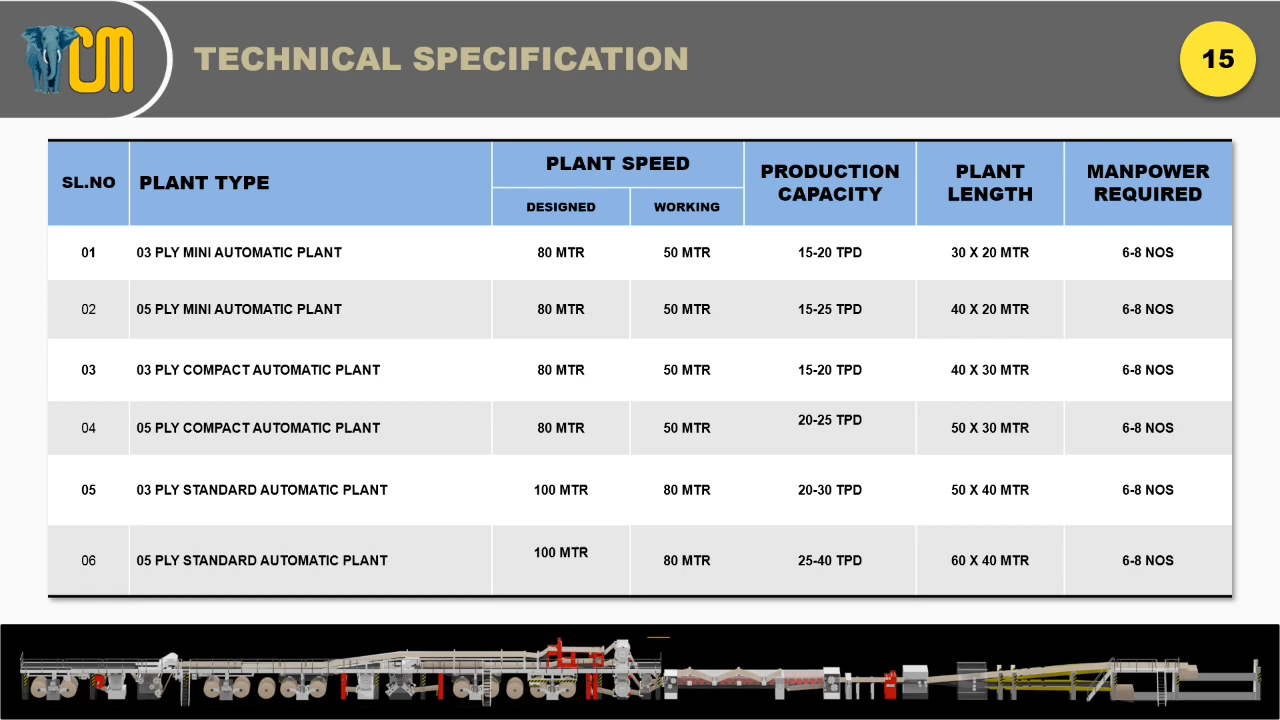 CM
TECHNICAL SPECIFICATION
15
SL.NO
PLANT TYPE
PLANT SPEED
DESIGNED
WORKING
PRODUCTION
CAPACITY
PLANT
LENGTH
MANPOWER
REQUIRED
01 03 PLY MINI AUTOMATIC PLANT 80 MTR 50 MTR 15-20 TPD 30 X 20 MTR 6-8 NOS
02 05 PLY MINI AUTOMATIC PLANT 80 MTR 50 MTR 15-25 TPD 40 X 20 MTR 6-8 NOS
03 03 PLY COMPACT AUTOMATIC PLANT 80 MTR 50 MTR 15-20 TPD 40 X 30 MTR 6-8 NOS
04 05 PLY COMPACT AUTOMATIC PLANT 80 MTR 50 MTR 20-25 TPD 50 X 30 MTR 6-8 NOS
05 03 PLY STANDARD AUTOMATIC PLANT 100 MTR 80 MTR 20-30 TPD 50 X 40 MTR 6-8 NOS
06 05 PLY STANDARD AUTOMATIC PLANT 100 MTR 80 MTR 25-40 TPD 60 X 40 MTR 6-8 NOS